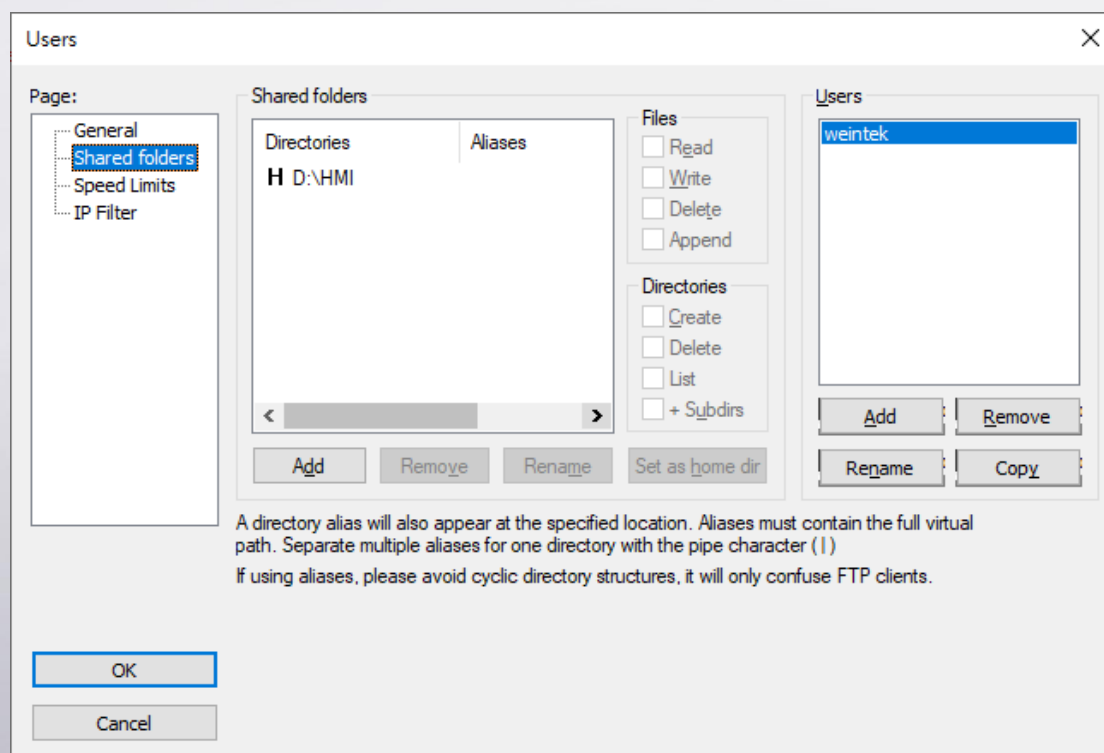 Users
Page:
General
Shared folders
Speed Limits
IP Filter
Shared folders
Directories Aliases
H D:\HMI
Files
Read
Write
Delete
Append
Directories
Create
Delete
List
+ Subdirs
Add Remove Rename Set as home dir
Users
weintek
Add Remove
Rename Copy
A directory alias will also appear at the specified location. Aliases must contain the full virtual
path. Separate multiple aliases for one directory with the pipe character (|)
If using aliases, please avoid cyclic directory structures, it will only confuse FTP clients.
OK
Cancel